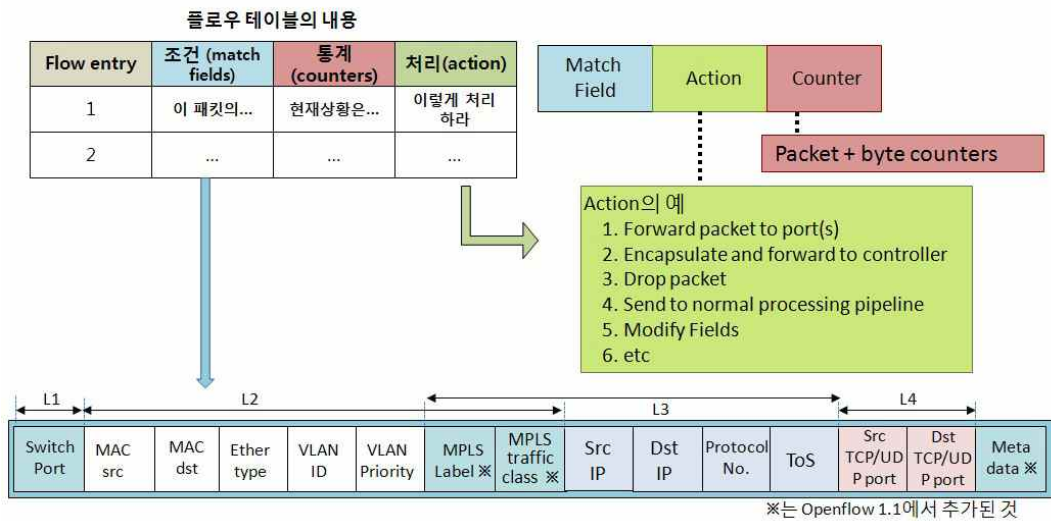 플로우 테이블의 내용
Flow entry
조건 (match
fields)
통계
(counters)
처리(action)
1
이 패킷의...
현재상황은...
이렇게 처리
하라
2
...
...
...
Match
Field
Action
Counter
Packet + byte counters
Action의 예
1. Forward packet to port(s)
2. Encapsulate and forward to controller
3. Drop packet
4. Send to normal processing pipeline
5. Modify Fields
6. etc
L1
L2
L3
L4
Switch
Port
MAC
src
MAC
dst
Ether
type
VLAN
ID
VLAN
Priority
MPLS
Label ※
MPLS
traffic
class ※
Src
IP
Dst
IP
Protocol
No.
ToS
Src
TCP/UD
P port
Dst
TCP/UD
P port
Meta
data ※
※는 Openflow 1.1에서 추가된 것